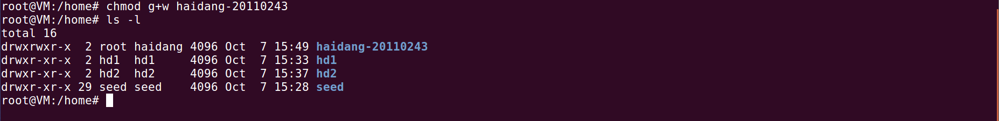 root@VM:/home# chmod g+w haidang-20110243
root@VM:/home# ls -l
total 16
drwxrwxr-x  2 root haidang 4096 Oct  7 15:49 haidang-20110243
drwxr-xr-x  2 hd1  hd1     4096 Oct  7 15:33 hd1
drwxr-xr-x  2 hd2  hd2     4096 Oct  7 15:37 hd2
drwxr-xr-x 29 seed seed    4096 Oct  7 15:28 seed
root@VM:/home#